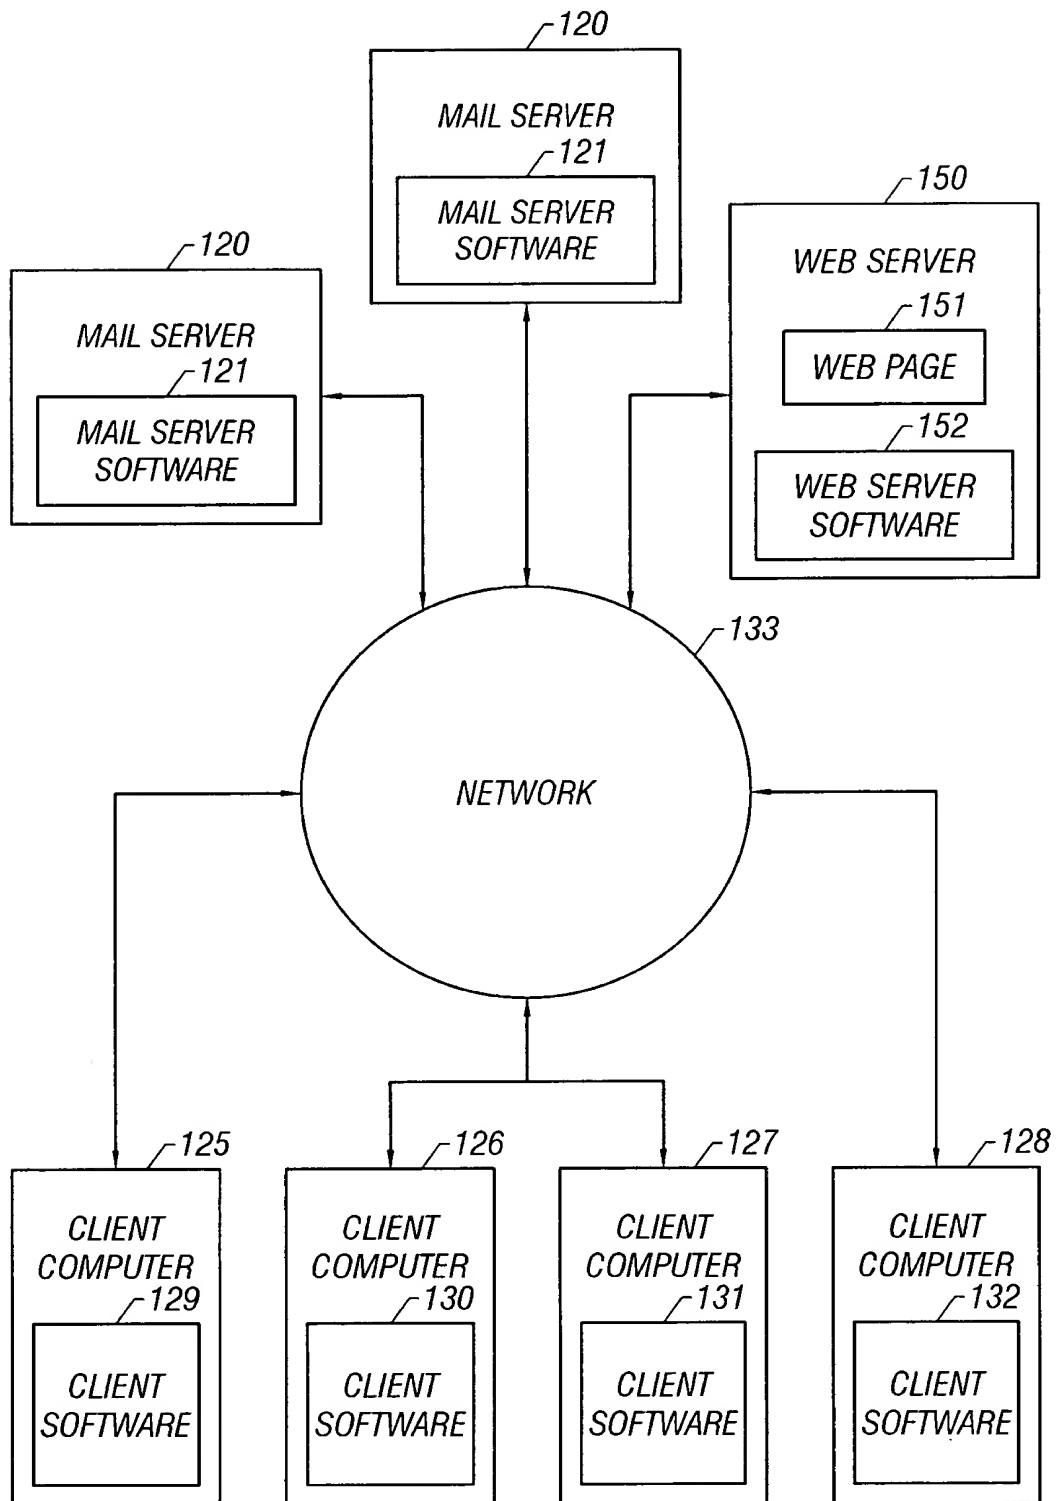 120
MAIL SERVER
121
MAIL SERVER
SOFTWARE
150
WEB SERVER
151
WEB PAGE
152
WEB SERVER
SOFTWARE
120
MAIL SERVER
121
MAIL SERVER
SOFTWARE
133
NETWORK
125
CLIENT
COMPUTER
129
CLIENT
SOFTWARE
126
CLIENT
COMPUTER
130
CLIENT
SOFTWARE
127
CLIENT
COMPUTER
131
CLIENT
SOFTWARE
128
CLIENT
COMPUTER
132
CLIENT
SOFTWARE